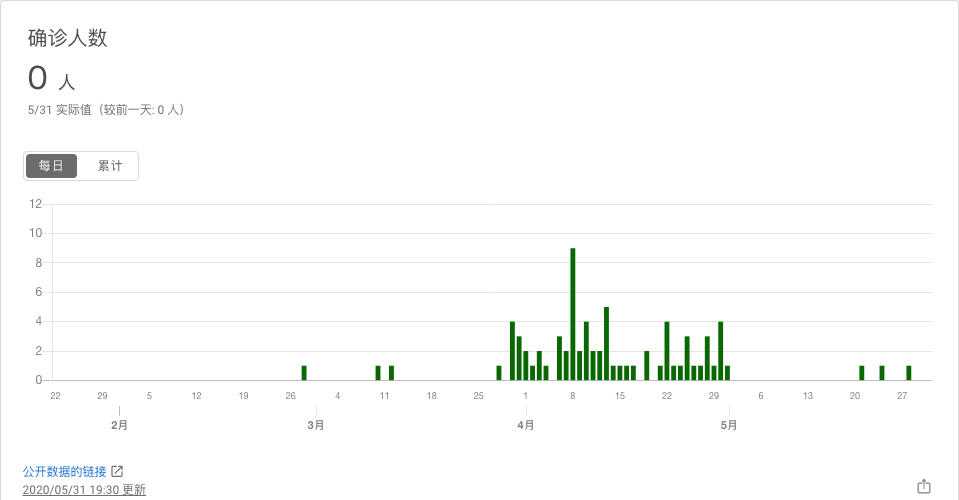 确诊人数
0 人
5/31 实际值（较前一天: 0 人）
每日 累计
12
10
8
6
4
2
0
22 29 5 12 19 26 4 11 18 25 1 8 15 22 29 6 13 20 27
2月 3月 4月 5月
公开数据的链接
2020/05/31 19:30 更新